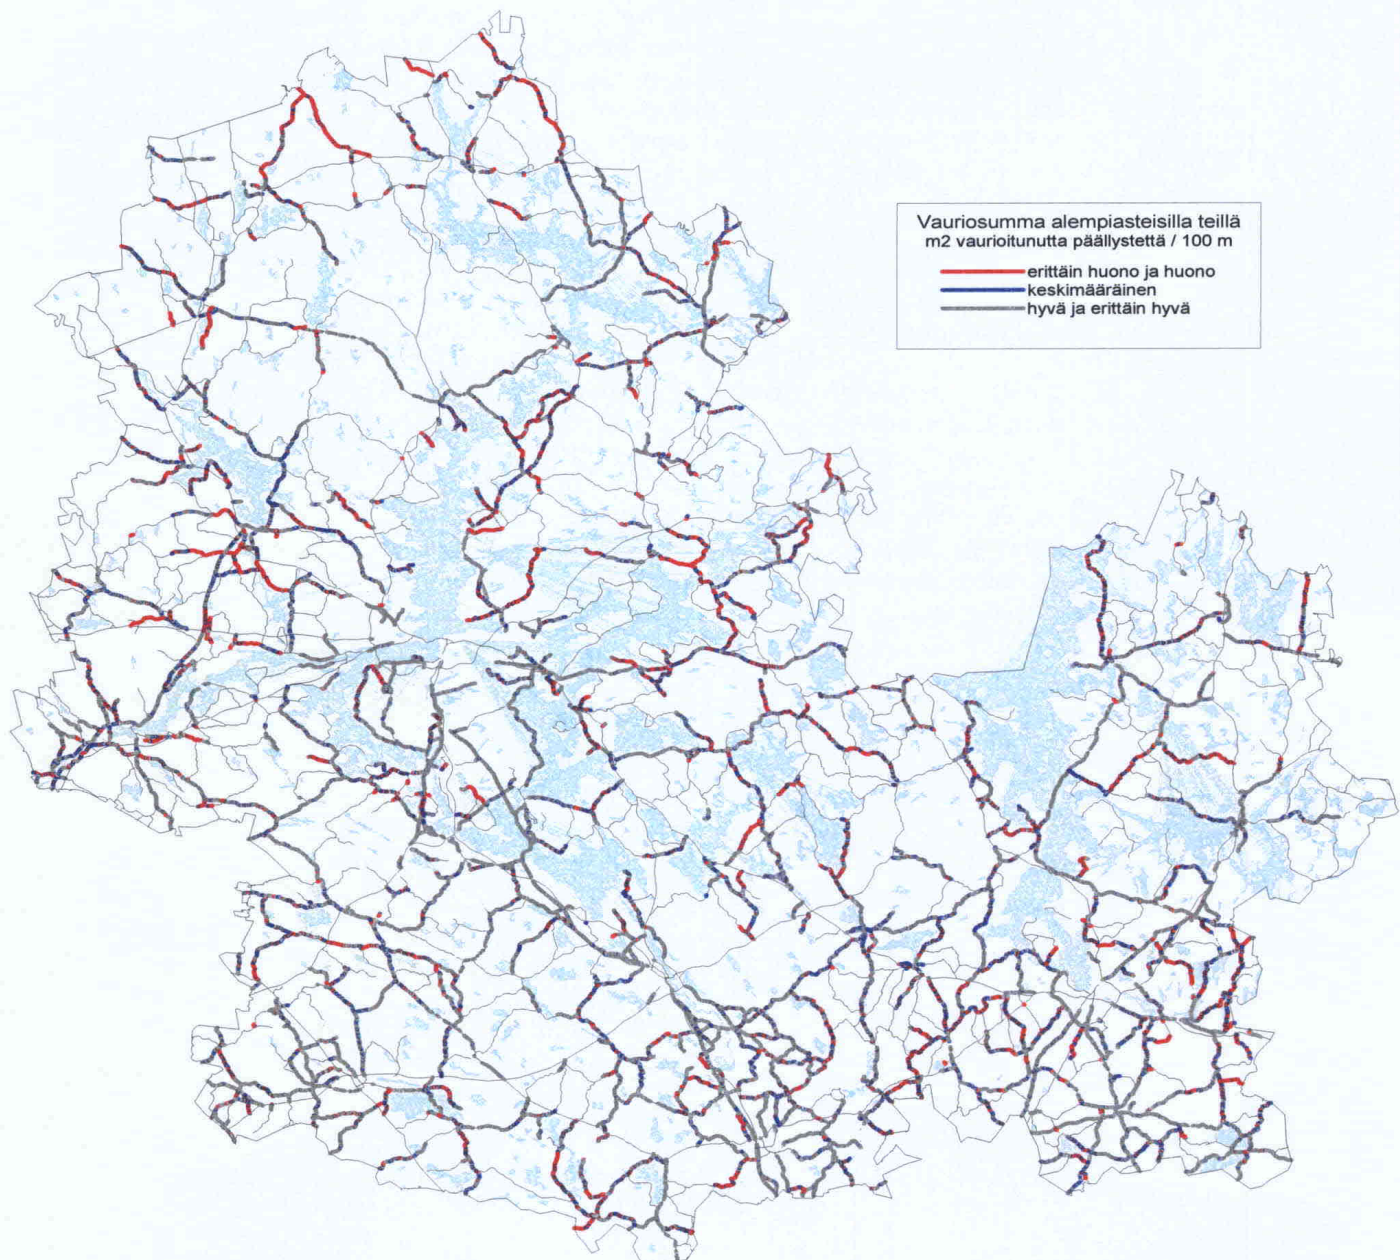 Vauriosumma alempiasteisilla teillä
m2 vaurioitunutta päällystettä / 100 m
erittäin huono ja huono
keskimääräinen
hyvä ja erittäin hyvä